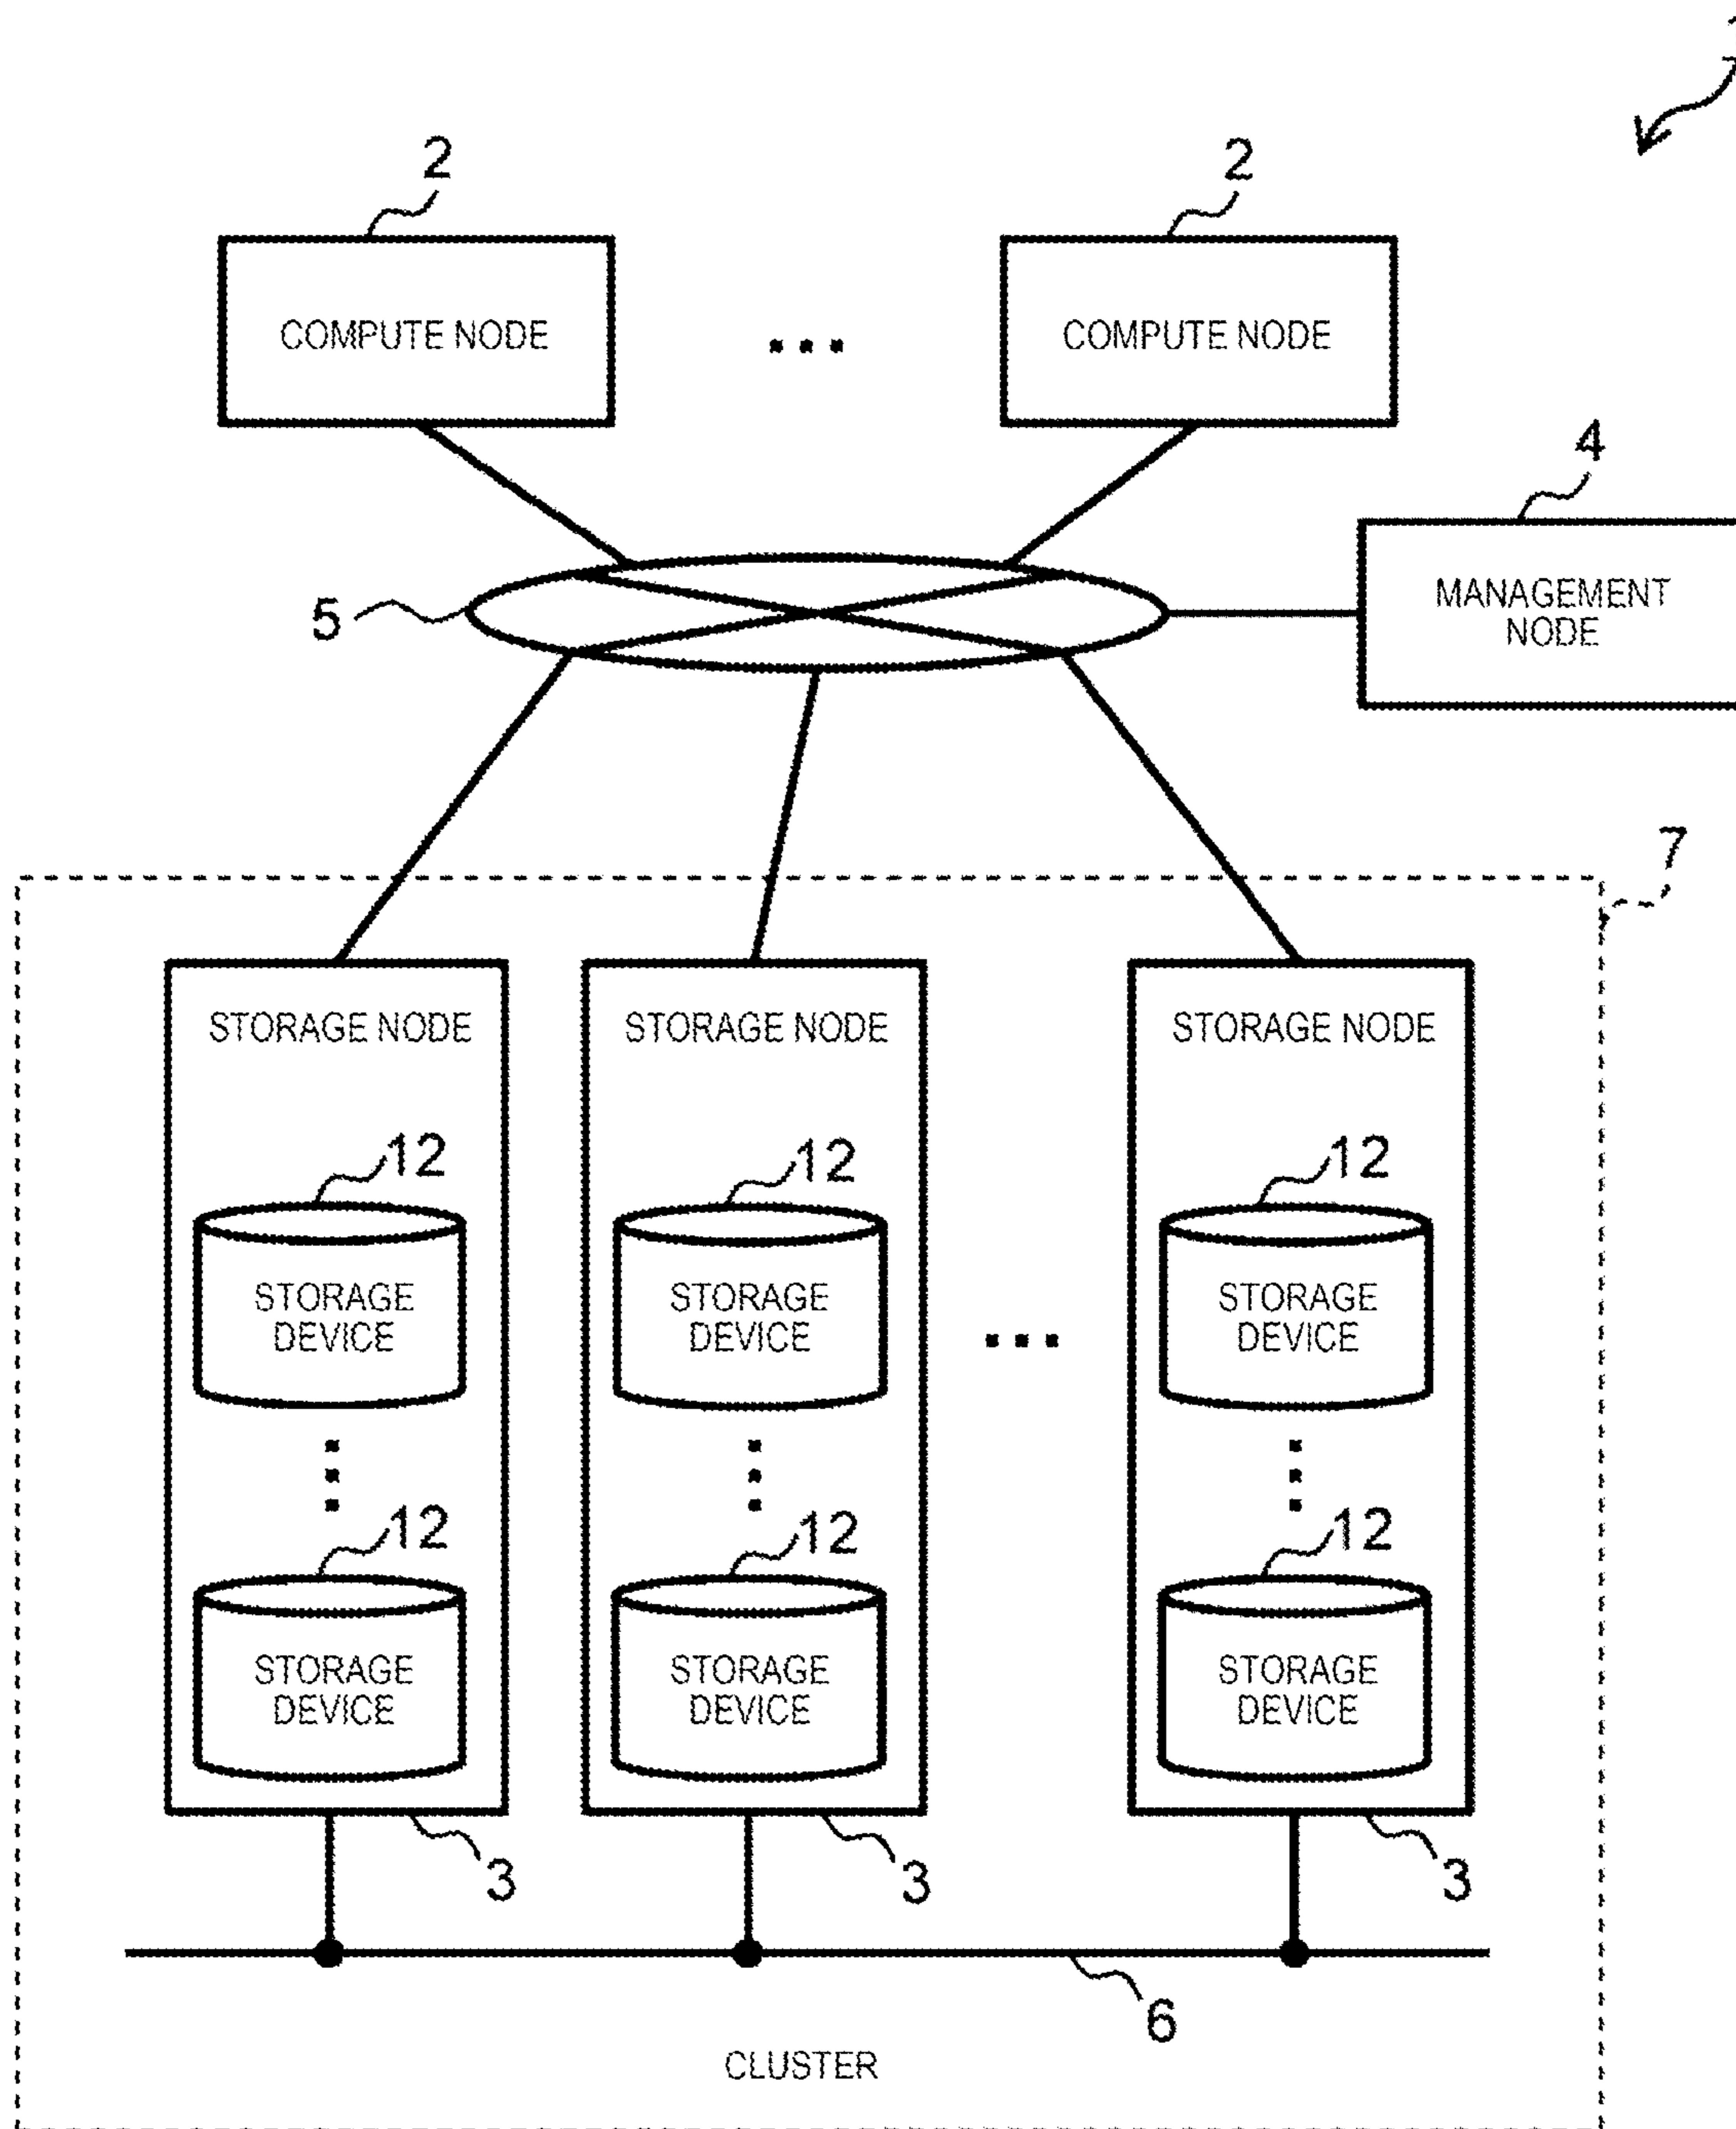 2 2
COMPUTE NODE ... COMPUTE NODE
4
5
MANAGEMENT
NODE
7
STORAGE NODE STORAGE NODE STORAGE NODE
12 12 12
STORAGE STORAGE ... STORAGE
DEVICE DEVICE DEVICE
12 12 12
STORAGE STORAGE STORAGE
DEVICE DEVICE DEVICE
3 3 3
6
CLUSTER